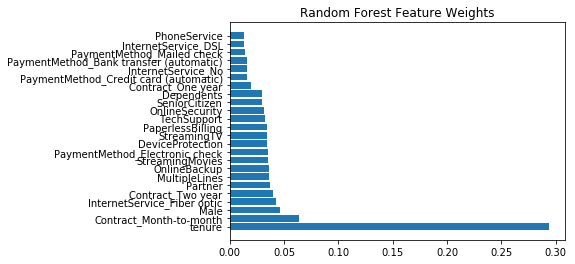 Random Forest Feature Weights
PhoneService
InternetService_DSL
PaymentMethod_Mailed check
PaymentMethod_Bank transfer (automatic)
InternetService_No
PaymentMethod_Credit card (automatic)
Contract_One year
Dependents
SeniorCitizen
OnlineSecurity
TechSupport
PaperlessBilling
StreamingTV
DeviceProtection
PaymentMethod_Electronic check
StreamingMovies
OnlineBackup
MultipleLines
Partner
Contract_Two year
InternetService_Fiber optic
Male
Contract_Month-to-month
tenure
0.00 0.05 0.10 0.15 0.20 0.25 0.30